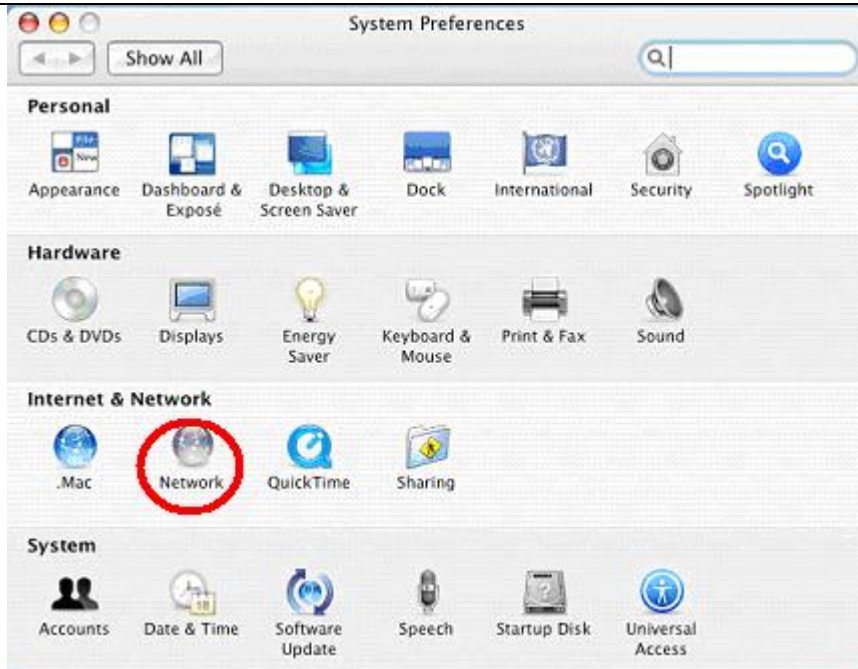 System Preferences
Show All
Personal
Appearance
Dashboard & Exposé
Desktop & Screen Saver
Dock
International
Security
Spotlight
Hardware
CDs & DVDs
Displays
Energy Saver
Keyboard & Mouse
Print & Fax
Sound
Internet & Network
.Mac
Network
QuickTime
Sharing
System
Accounts
Date & Time
Software Update
Speech
Startup Disk
Universal Access